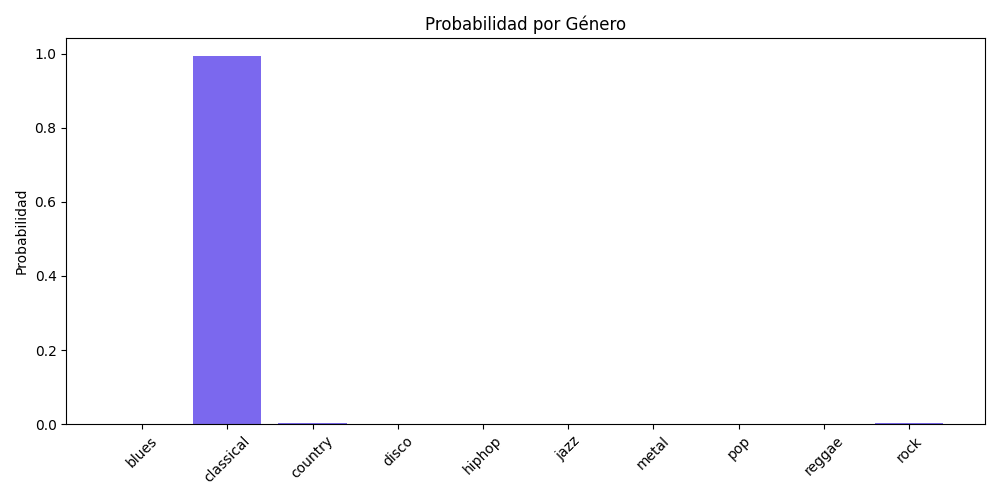 Probabilidad por Género
Probabilidad
1.0
0.8
0.6
0.4
0.2
0.0
blues
classical
country
disco
hiphop
jazz
metal
pop
reggae
rock